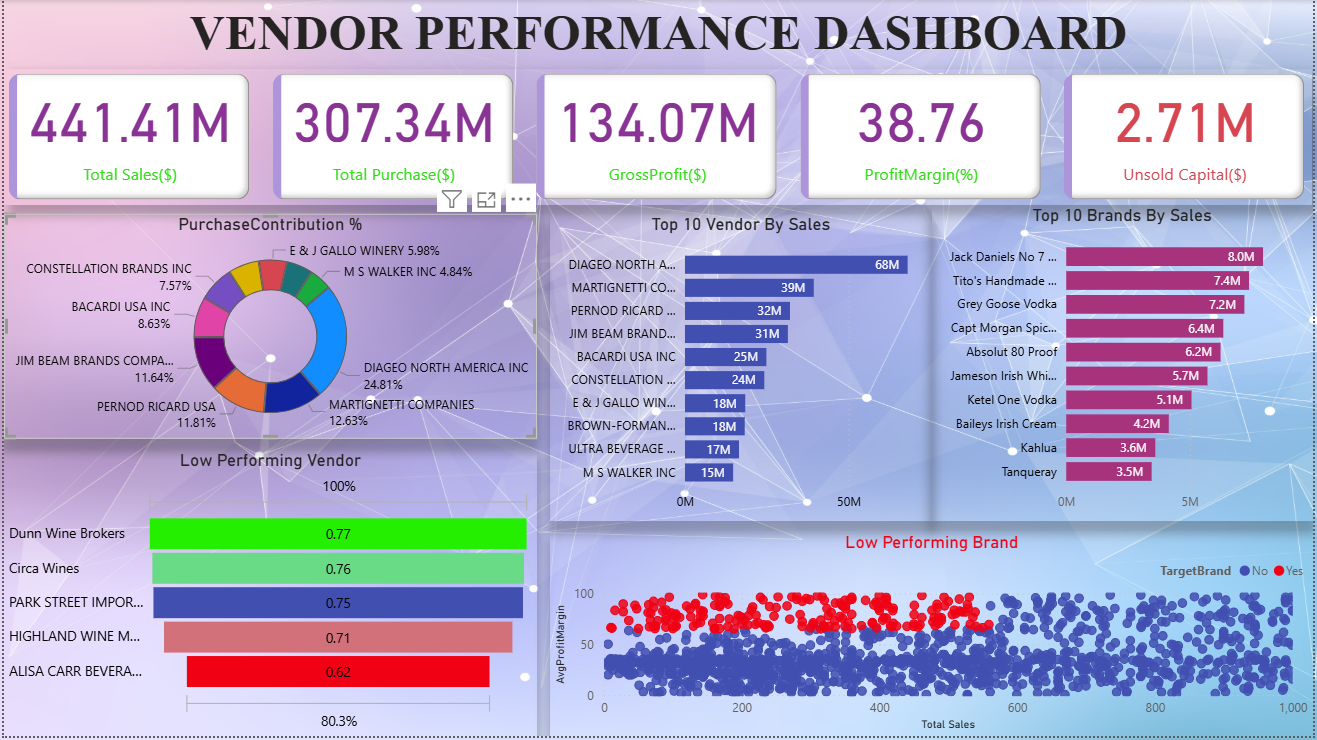 VENDOR PERFORMANCE DASHBOARD
441.41M
Total Sales($)
307.34M
Total Purchase($)
134.07M
GrossProfit($)
38.76
ProfitMargin(%)
2.71M
Unsold Capital($)
PurchaseContribution %
E & J GALLO WINERY 5.98%
M S WALKER INC 4.84%
CONSTELLATION BRANDS INC
7.57%
BACARDI USA INC
8.63%
JIM BEAM BRANDS COMPA...
11.64%
PERNOD RICARD USA
11.81%
DIAGEO NORTH AMERICA INC
24.81%
MARTIGNETTI COMPANIES
12.63%
Top 10 Vendor By Sales
DIAGEO NORTH A... 68M
MARTIGNETTI CO... 39M
PERNOD RICARD ... 32M
JIM BEAM BRAND... 31M
BACARDI USA INC 25M
CONSTELLATION ... 24M
E & J GALLO WIN... 18M
BROWN-FORMAN... 18M
ULTRA BEVERAGE ... 17M
M S WALKER INC 15M
0M 50M
Top 10 Brands By Sales
Jack Daniels No 7 ... 8.0M
Tito's Handmade ... 7.4M
Grey Goose Vodka 7.2M
Capt Morgan Spic... 6.4M
Absolut 80 Proof 6.2M
Jameson Irish Whi... 5.7M
Ketel One Vodka 5.1M
Baileys Irish Cream 4.2M
Kahlua 3.6M
Tanqueray 3.5M
0M 5M
Low Performing Vendor
100%
Dunn Wine Brokers 0.77
Circa Wines 0.76
PARK STREET IMPOR... 0.75
HIGHLAND WINE M... 0.71
ALISA CARR BEVERA... 0.62
80.3%
Low Performing Brand
TargetBrand No Yes
AvgProfitMargin
100
50
0
0 200 400 600 800 1,000
Total Sales